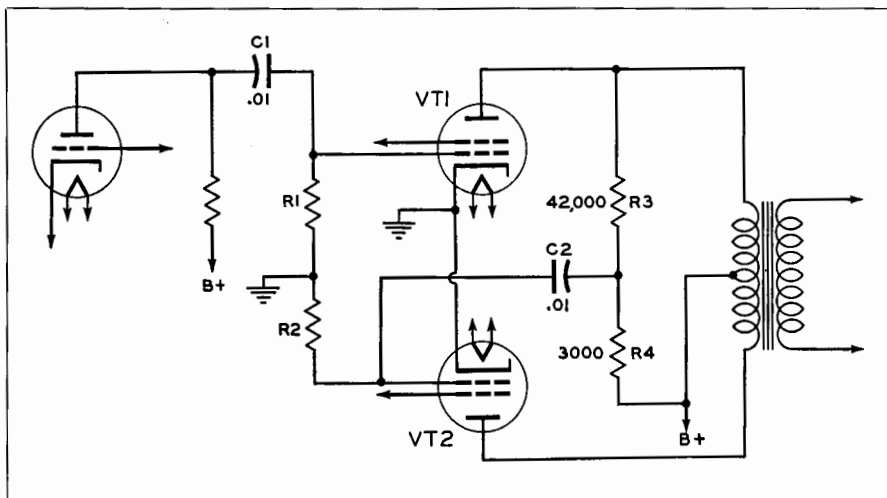 C1
.01
VT1
R1
42,000 R3
C2
.01
B+
R2
3000 R4
VT2
B+